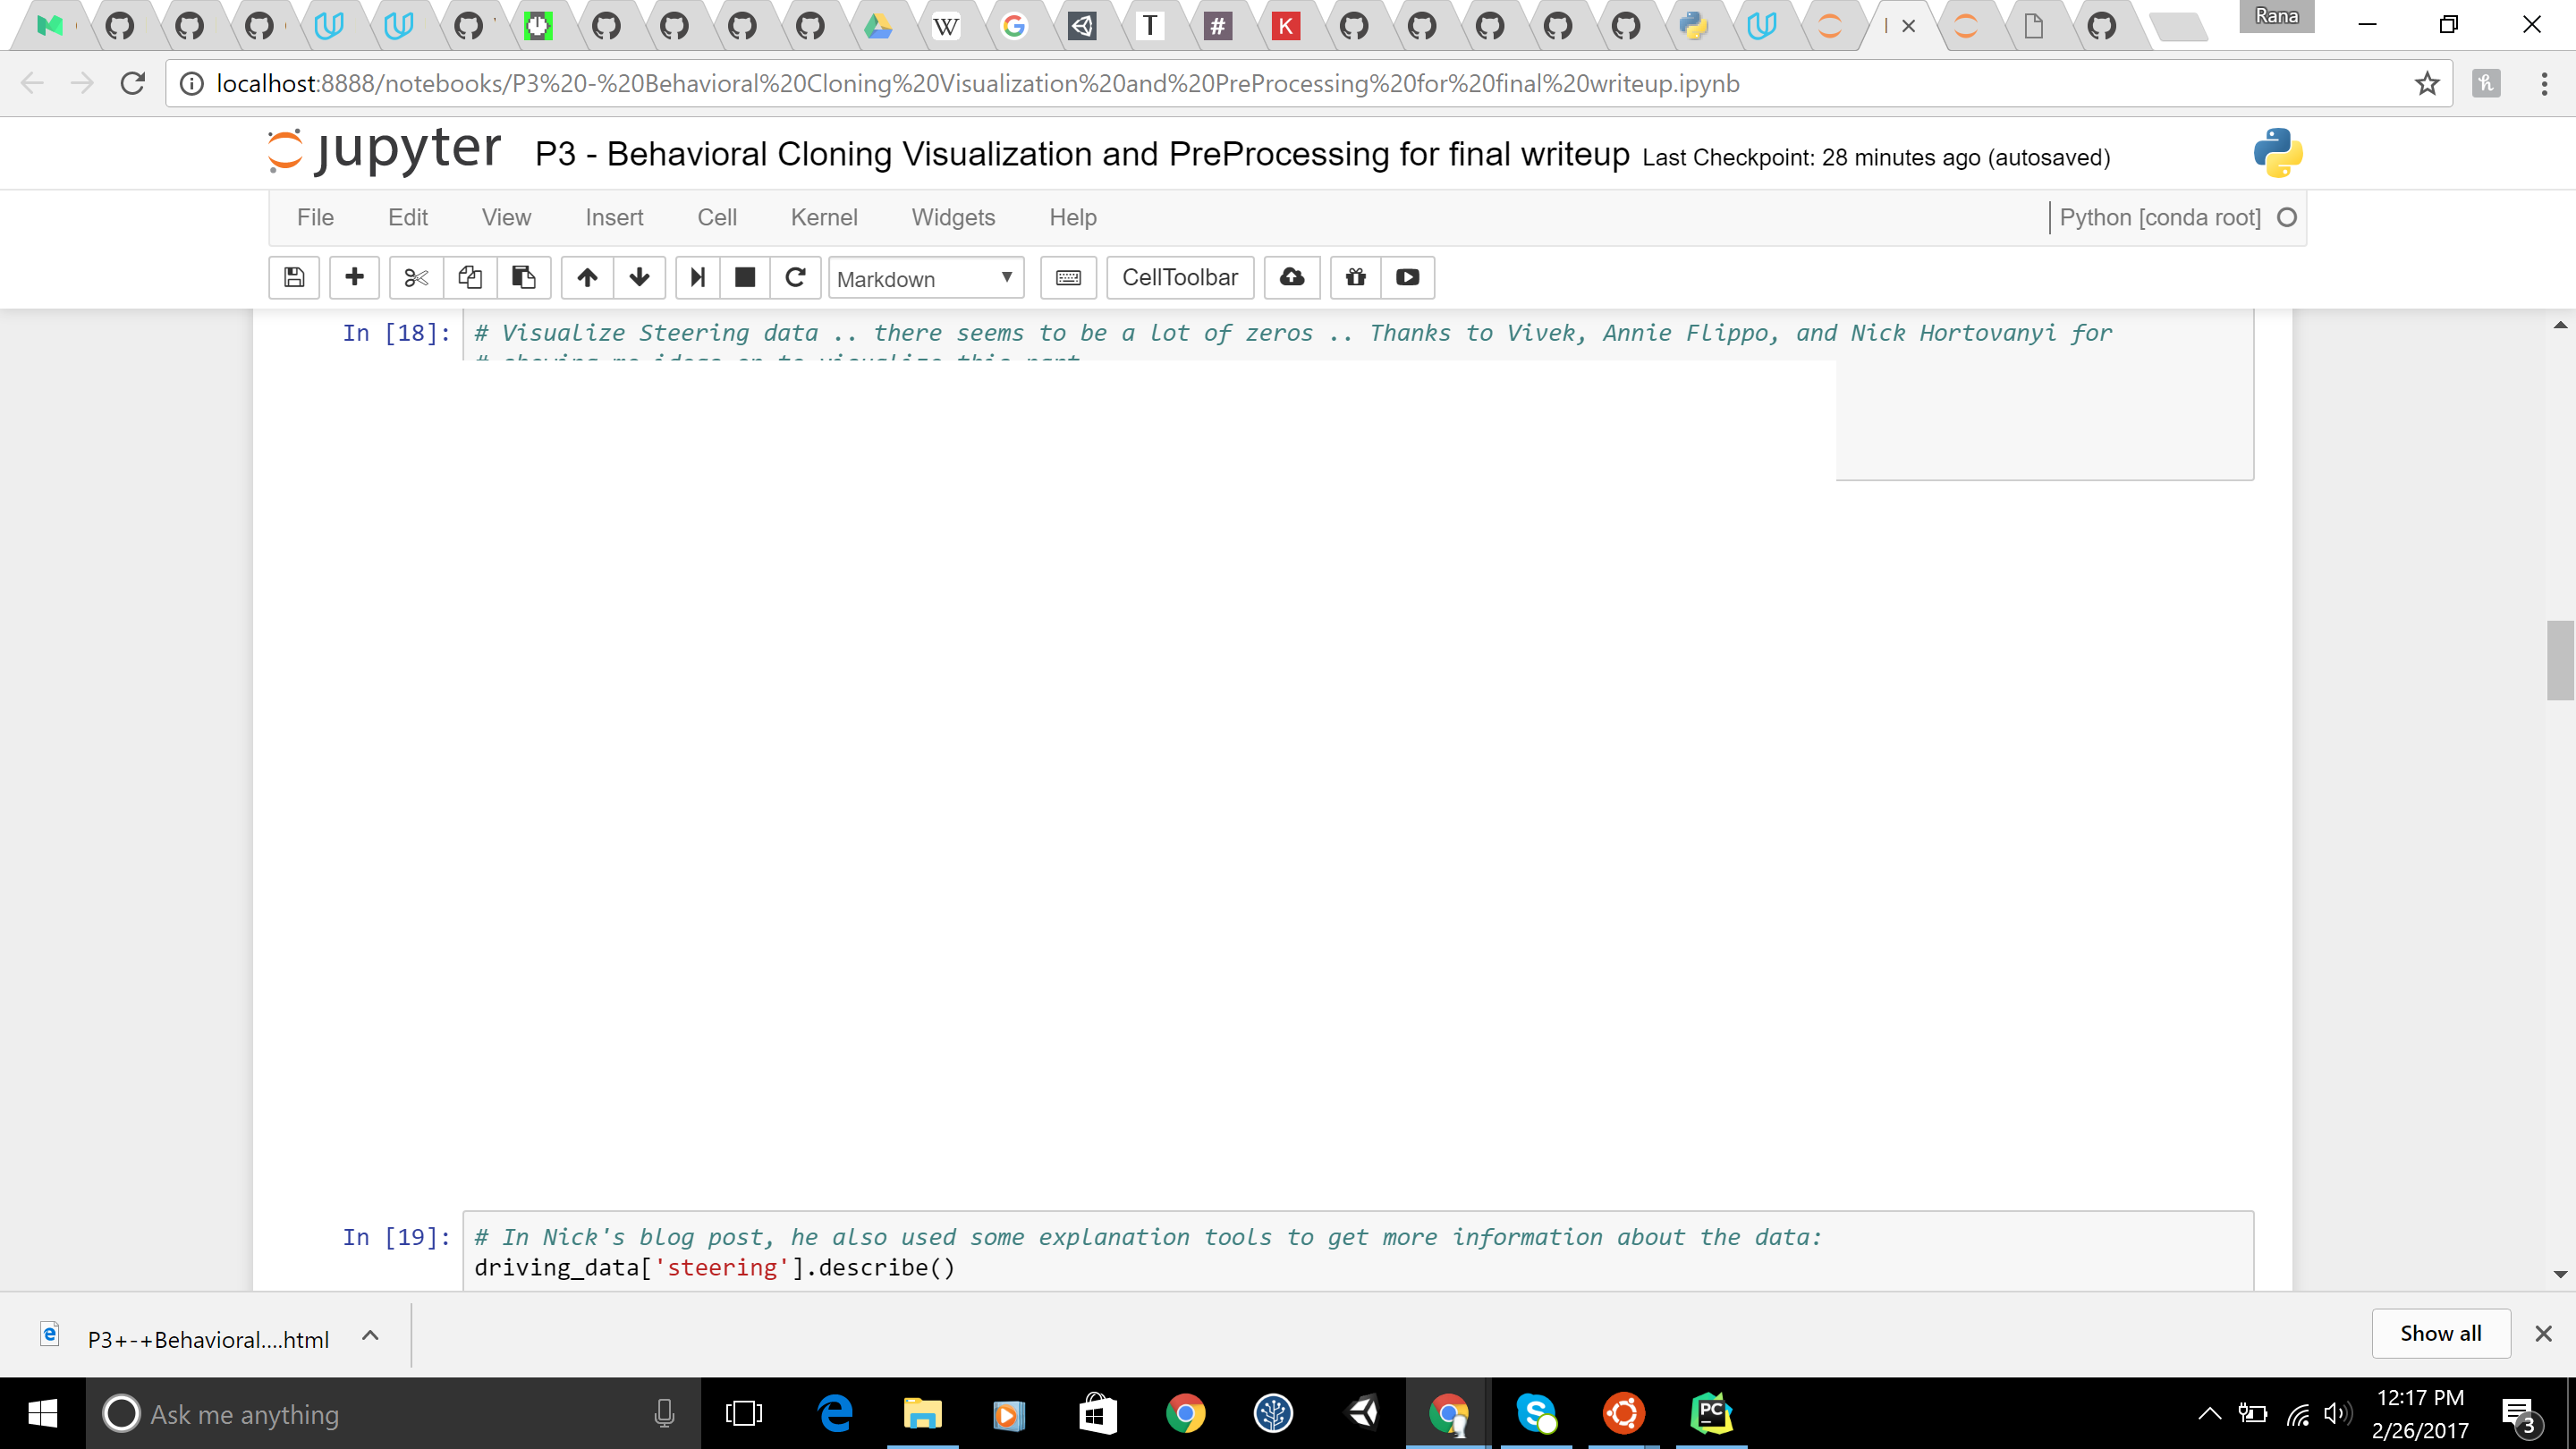 Rana
localhost:8888/notebooks/P3%20-%20Behavioral%20Cloning%20Visualization%20and%20PreProcessing%20for%20final%20writeup.ipynb
jupyter P3 - Behavioral Cloning Visualization and PreProcessing for final writeup Last Checkpoint: 28 minutes ago (autosaved)
File Edit View Insert Cell Kernel Widgets Help Python [conda root]
Markdown CellToolbar
In [18]: # Visualize Steering data .. there seems to be a lot of zeros .. Thanks to Vivek, Annie Flippo, and Nick Hortovanyi for
In [19]: # In Nick's blog post, he also used some explanation tools to get more information about the data:
driving_data['steering'].describe()
P3+-+Behavioral....html Show all
Ask me anything
12:17 PM
2/26/2017
3